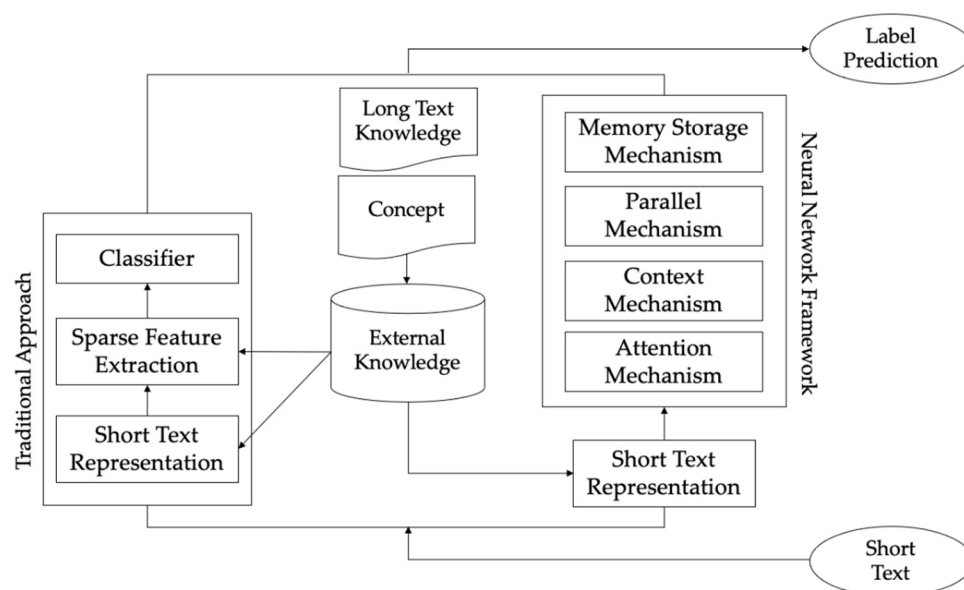 Label
Prediction
Long Text
Knowledge
Concept
External
Knowledge
Traditional Approach
Classifier
Sparse Feature
Extraction
Short Text
Representation
Memory Storage
Mechanism
Parallel
Mechanism
Context
Mechanism
Attention
Mechanism
Neural Network Framework
Short Text
Representation
Short
Text